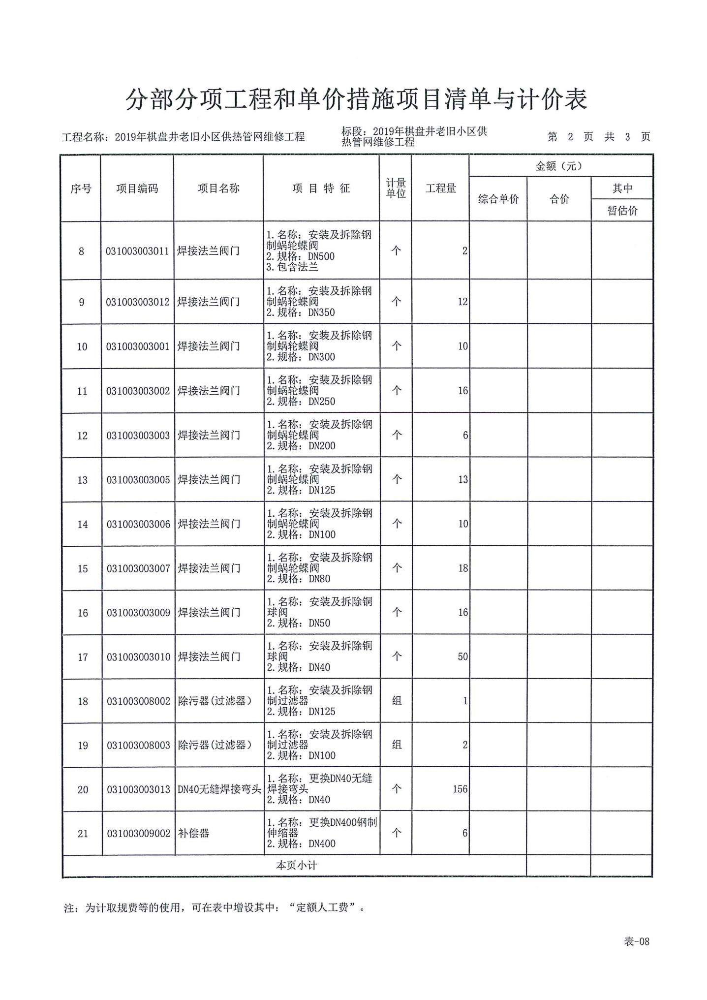 分部分项工程和单价措施项目清单与计价表
工程名称：2019年棋盘井老旧小区供热管网维修工程
标段：2019年棋盘井老旧小区供
热管网维修工程
第 2 页 共 3 页
序号
项目编码
项目名称
项 目 特 征
计量
单位
工程量
金额（元）
综合单价
合价
其中
暂估价
8
031003003011
焊接法兰阀门
1.名称：安装及拆除钢
制蜗轮蝶阀
2.规格：DN500
3.包含法兰
个
2
9
031003003012
焊接法兰阀门
1.名称：安装及拆除钢
制蜗轮蝶阀
2.规格：DN350
个
12
10
031003003001
焊接法兰阀门
1.名称：安装及拆除钢
制蜗轮蝶阀
2.规格：DN300
个
10
11
031003003002
焊接法兰阀门
1.名称：安装及拆除钢
制蜗轮蝶阀
2.规格：DN250
个
16
12
031003003003
焊接法兰阀门
1.名称：安装及拆除钢
制蜗轮蝶阀
2.规格：DN200
个
6
13
031003003005
焊接法兰阀门
1.名称：安装及拆除钢
制蜗轮蝶阀
2.规格：DN125
个
13
14
031003003006
焊接法兰阀门
1.名称：安装及拆除钢
制蜗轮蝶阀
2.规格：DN100
个
10
15
031003003007
焊接法兰阀门
1.名称：安装及拆除钢
制蜗轮蝶阀
2.规格：DN80
个
18
16
031003003009
焊接法兰阀门
1.名称：安装及拆除铜
球阀
2.规格：DN50
个
16
17
031003003010
焊接法兰阀门
1.名称：安装及拆除铜
球阀
2.规格：DN40
个
50
18
031003008002
除污器(过滤器）
1.名称：安装及拆除钢
制过滤器
2.规格：DN125
组
1
19
031003008003
除污器(过滤器）
1.名称：安装及拆除钢
制过滤器
2.规格：DN100
组
2
20
031003003013
DN40无缝焊接弯头
1.名称：更换DN40无缝
焊接弯头
2.规格：DN40
个
156
21
031003009002
补偿器
1.名称：更换DN400钢制
伸缩器
2.规格：DN400
个
6
本页小计
注：为计取规费等的使用，可在表中增设其中：“定额人工费”。
表-08